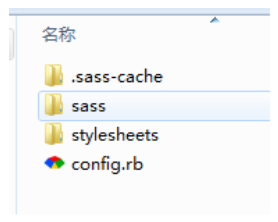 名称
.sass-cache
sass
stylesheets
config.rb